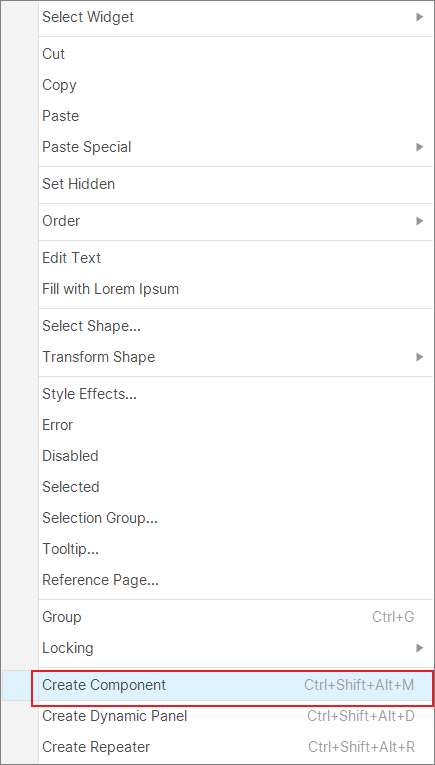 Select Widget
Cut
Copy
Paste
Paste Special
Set Hidden
Order
Edit Text
Fill with Lorem Ipsum
Select Shape...
Transform Shape
Style Effects...
Error
Disabled
Selected
Selection Group...
Tooltip...
Reference Page...
Group Ctrl+G
Locking
Create Component Ctrl+Shift+Alt+M
Create Dynamic Panel Ctrl+Shift+Alt+D
Create Repeater Ctrl+Shift+Alt+R